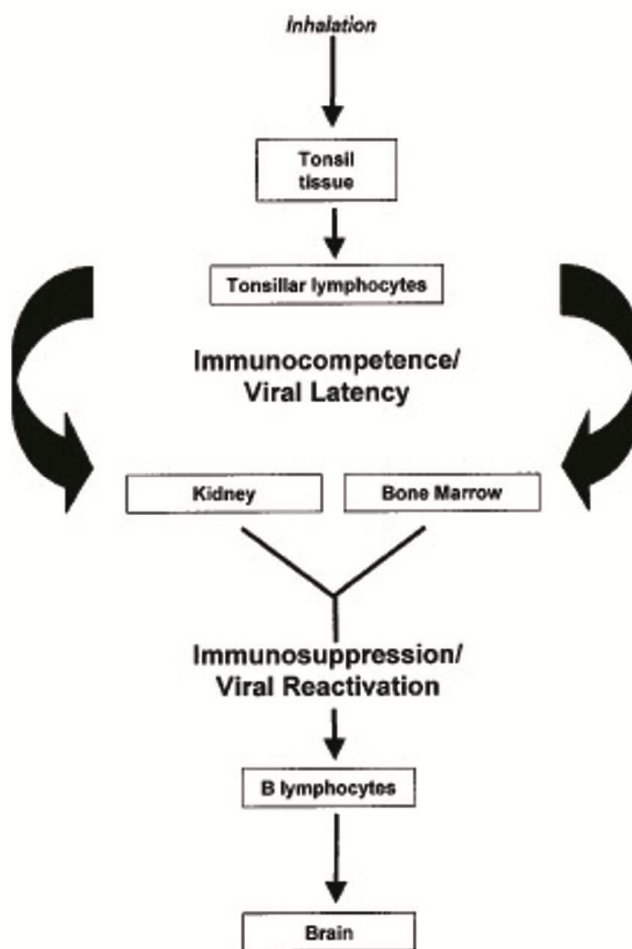 Inhalation
Tonsil
tissue
Tonsillar lymphocytes
Immunocompetence/
Viral Latency
Kidney
Bone Marrow
Immunosuppression/
Viral Reactivation
B lymphocytes
Brain